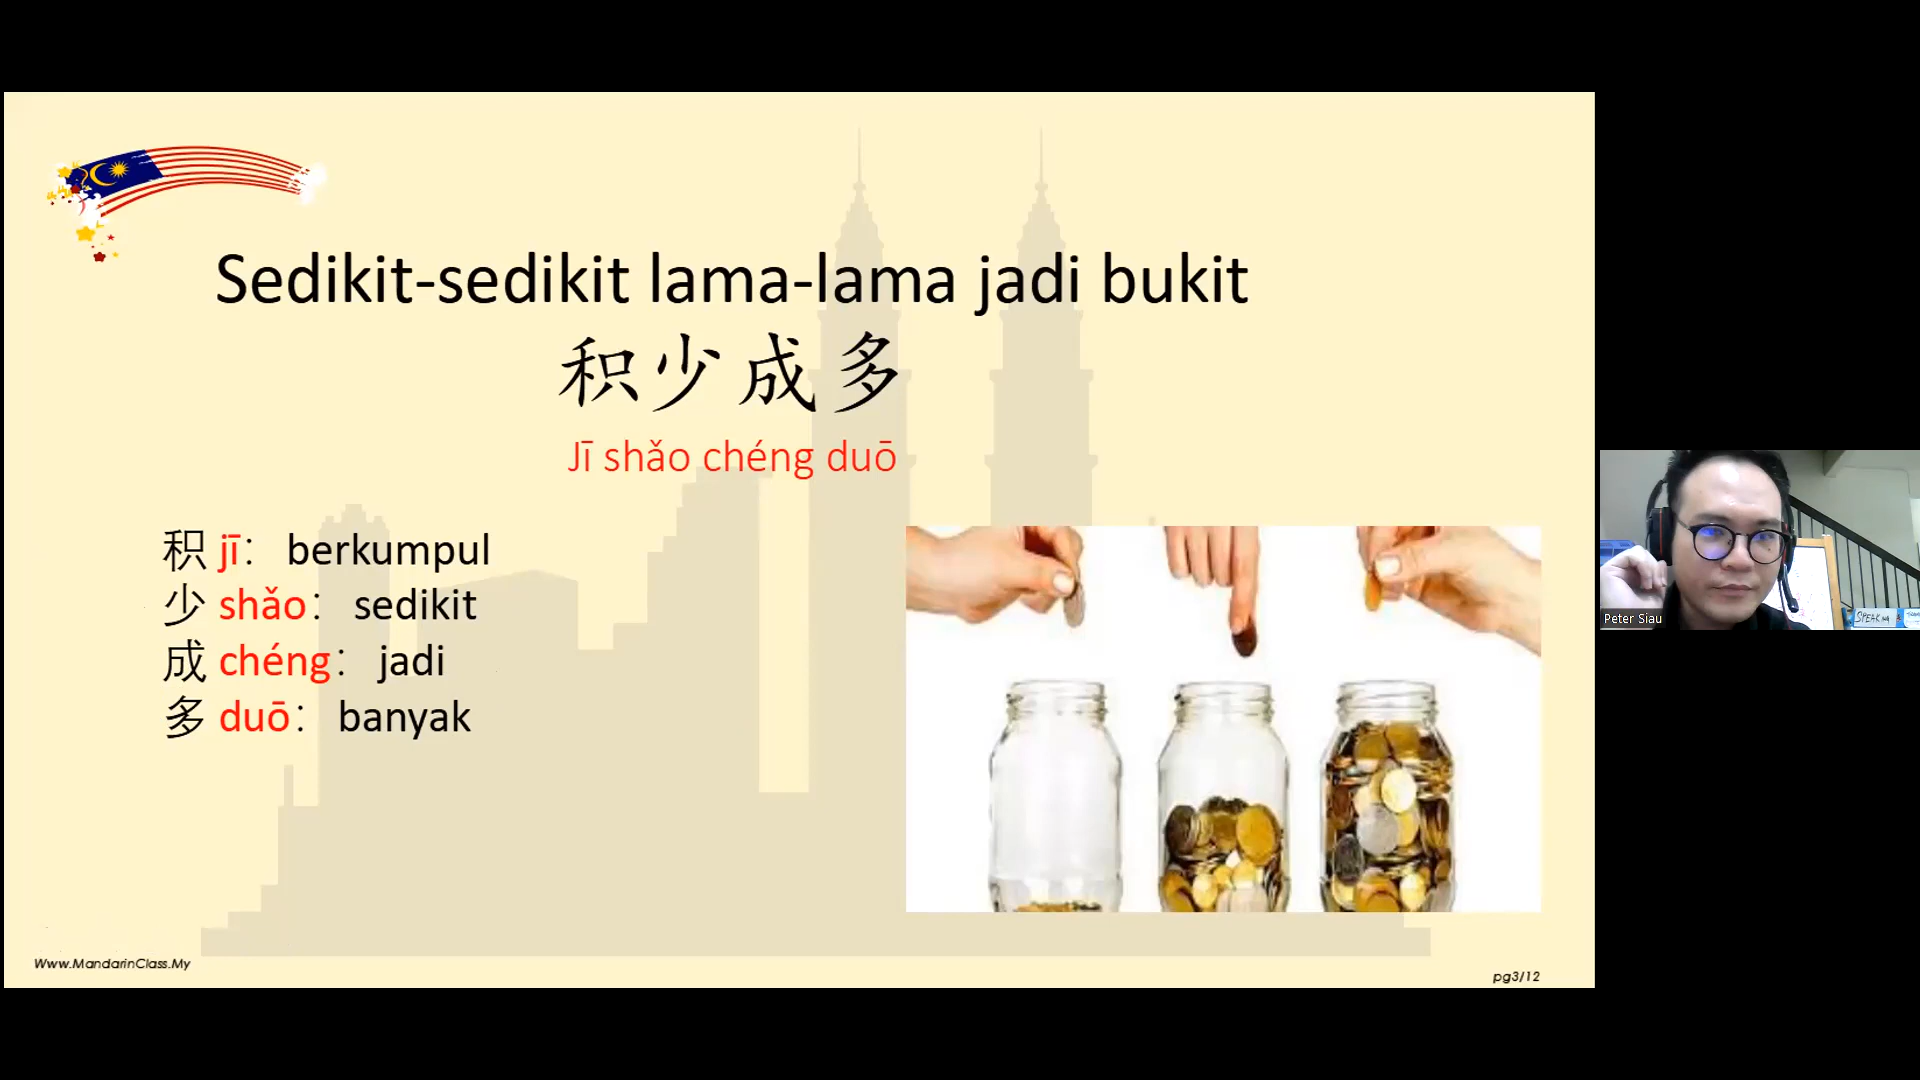 Sedikit-sedikit lama-lama jadi bukit
积少成多
Jī shǎo chéng duō
积 jī： berkumpul
少 shǎo： sedikit
成 chéng： jadi
多 duō： banyak
Www.MandarinClass.My
pg3/12
Peter Siau
SPEAK